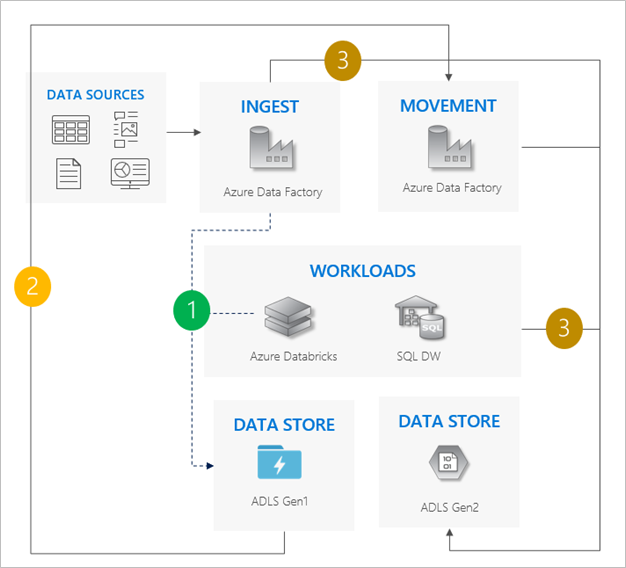 3
DATA SOURCES
INGEST
Azure Data Factory
MOVEMENT
Azure Data Factory
2
1
WORKLOADS
Azure Databricks
SQL
SQL DW
3
DATA STORE
ADLS Gen1
DATA STORE
10
01
ADLS Gen2